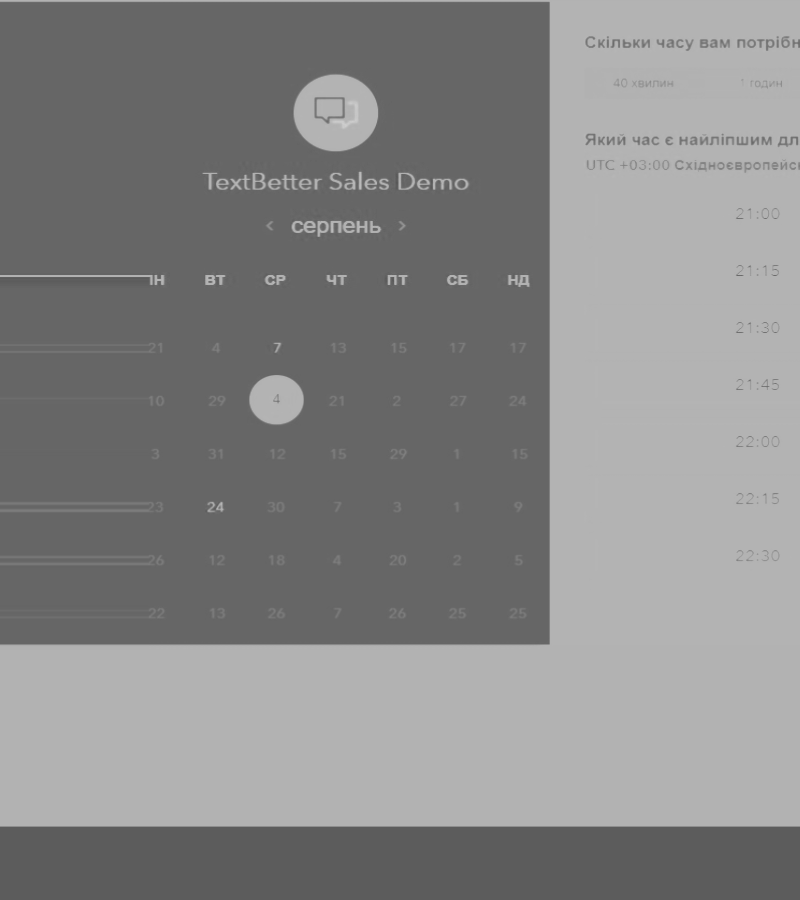 TextBetter Sales Demo
‹ серпень ›
ПН ВТ СР ЧТ ПТ СБ НД
21 4 7 13 15 17 17
10 29 4 21 2 27 24
3 31 12 15 29 1 15
23 24 30 7 3 1 9
26 12 18 4 20 2 5
22 13 26 7 26 25 25
Скільки часу вам потрібн
40 хвилин 1 годин
Який час є найліпшим дл
UTC +03:00 Східноєвропейсь
21:00
21:15
21:30
21:45
22:00
22:15
22:30